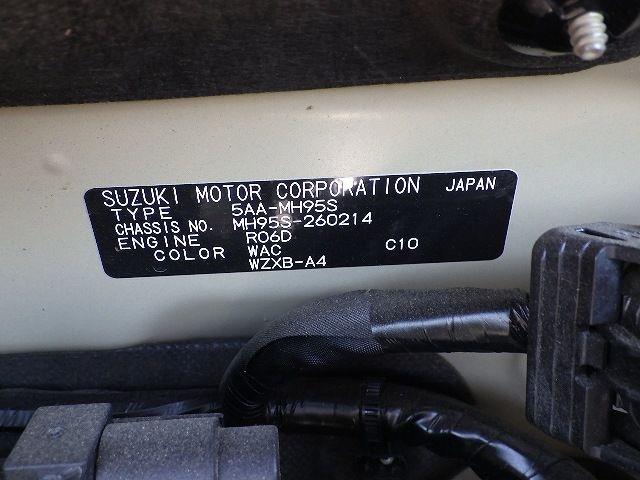 SUZUKI MOTOR CORPORATION JAPAN
TYPE 5AA-MH95S
CHASSIS NO. MH95S-260214
ENGINE R06D
COLOR WAC C10
WZXB-A4